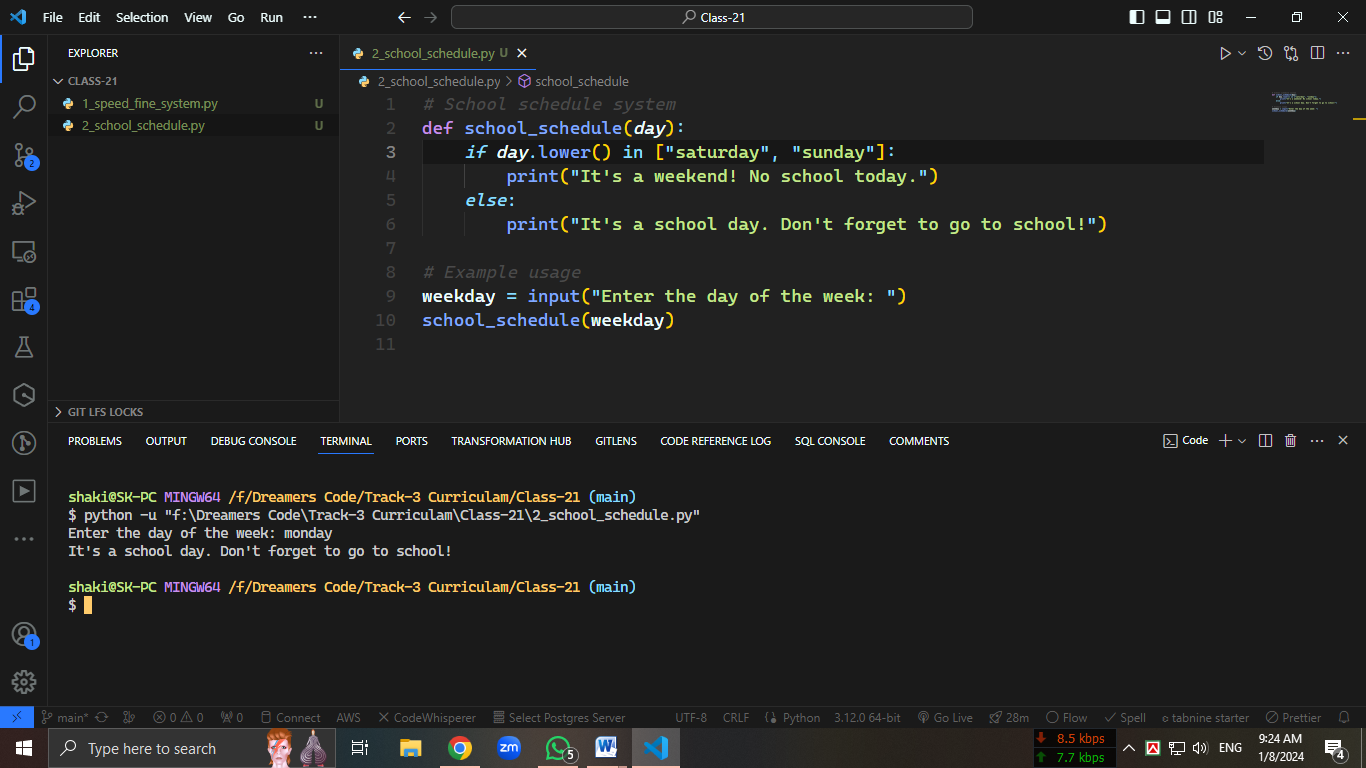 File Edit Selection View Go Run ···
Class-21
EXPLORER ···
CLASS-21
1_speed_fine_system.py U
2_school_schedule.py U
GIT LFS LOCKS
2
4
1
2_school_schedule.py U
2_school_schedule.py > school_schedule
1 # School schedule system
2 def school_schedule(day):
3 if day.lower() in ["saturday", "sunday"]:
4 print("It's a weekend! No school today.")
5 else:
6 print("It's a school day. Don't forget to go to school!")
7
8 # Example usage
9 weekday = input("Enter the day of the week: ")
10 school_schedule(weekday)
11
PROBLEMS OUTPUT DEBUG CONSOLE TERMINAL PORTS TRANSFORMATION HUB GITLENS CODE REFERENCE LOG SQL CONSOLE COMMENTS Code
shaki@SK-PC MINGW64 /f/Dreamers Code/Track-3 Curriculam/Class-21 (main)
$ python -u "f:\Dreamers Code\Track-3 Curriculam\Class-21\2_school_schedule.py"
Enter the day of the week: monday
It's a school day. Don't forget to go to school!
shaki@SK-PC MINGW64 /f/Dreamers Code/Track-3 Curriculam/Class-21 (main)
$
main* 0 0 0 Connect AWS CodeWhisperer Select Postgres Server UTF-8 CRLF Python 3.12.0 64-bit Go Live 28m Flow Spell tabnine starter Prettier
Type here to search
zm
5
8.5 kbps
7.7 kbps
ENG
9:24 AM
1/8/2024
4